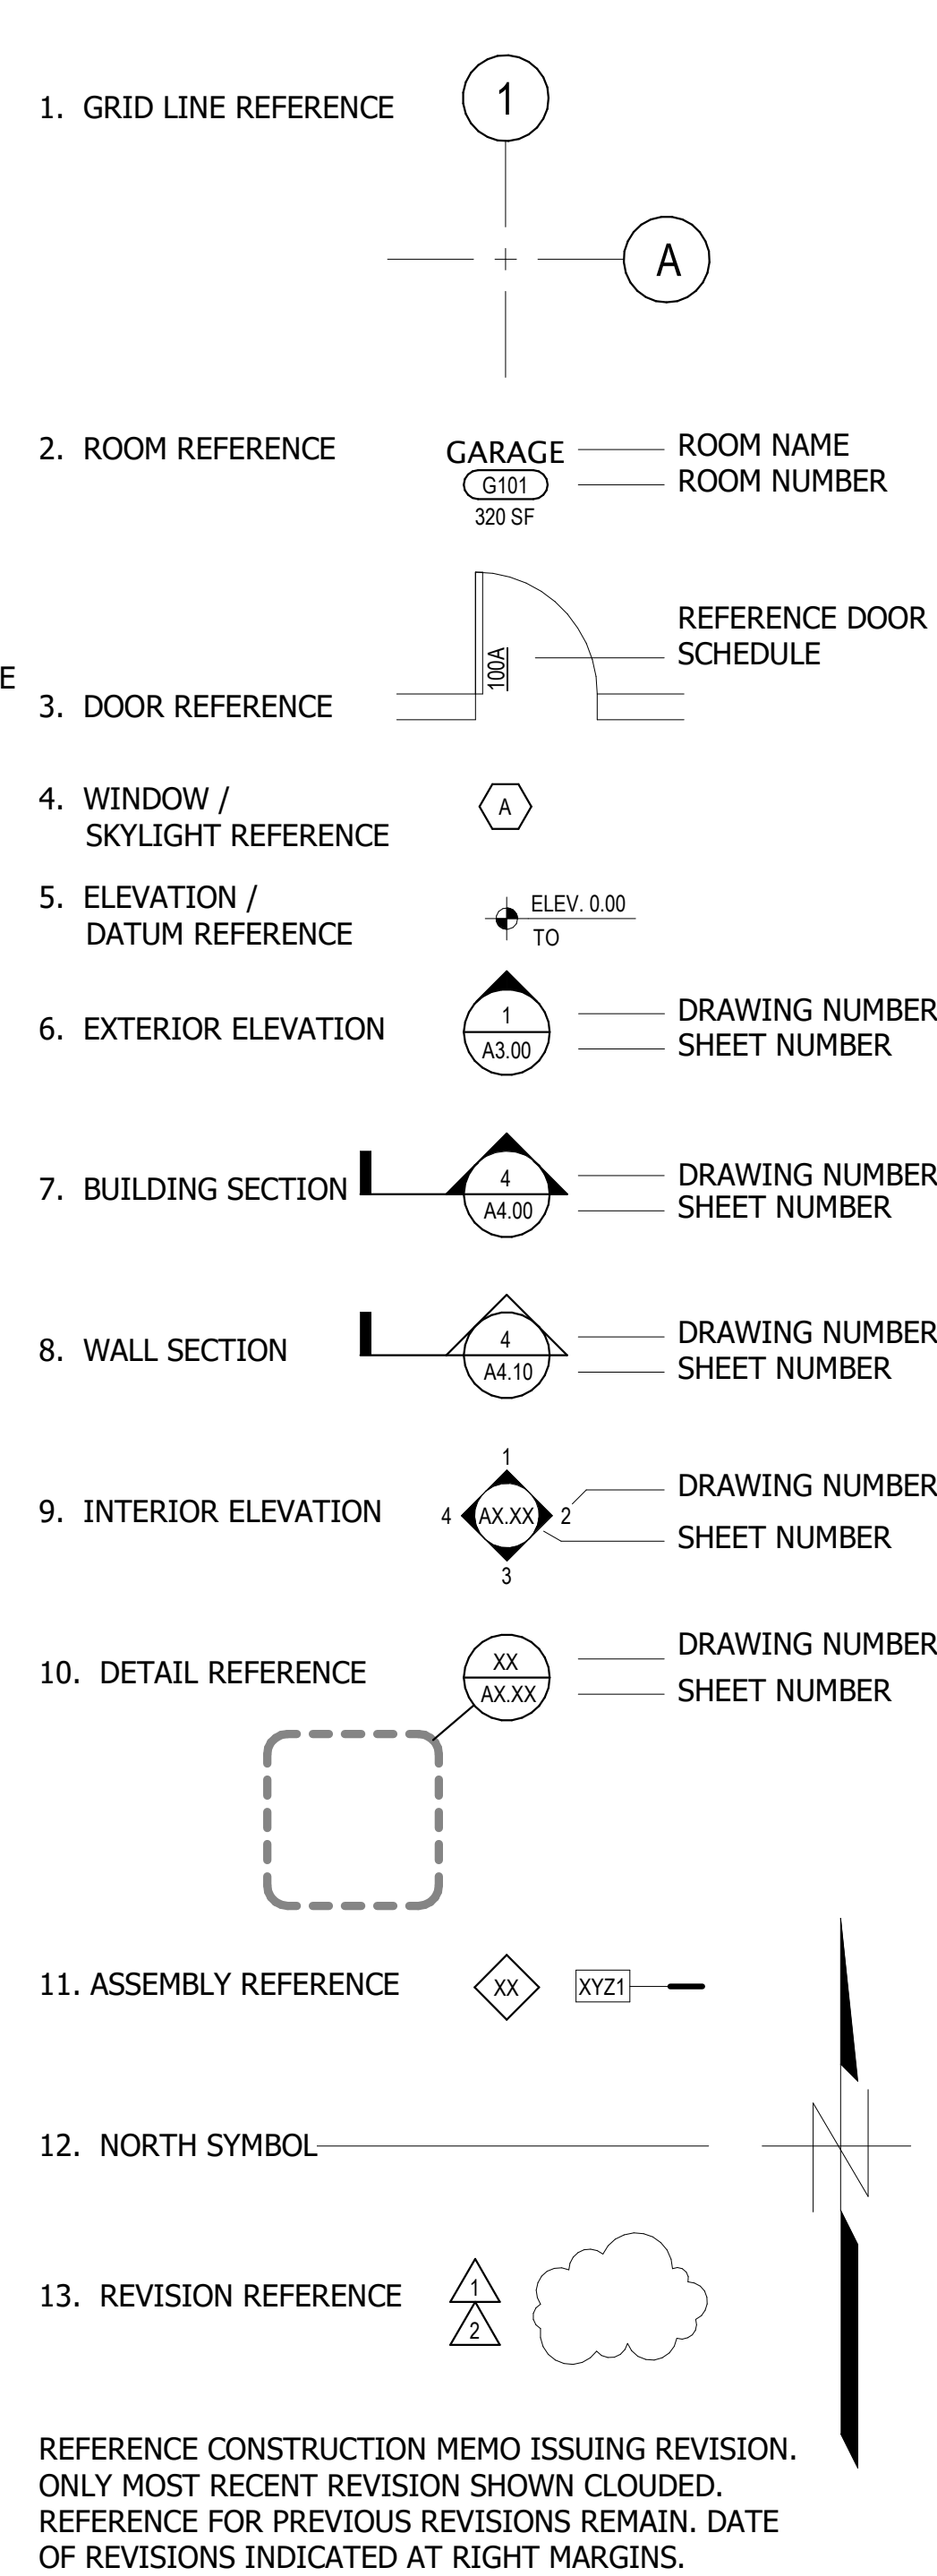 1
1. GRID LINE REFERENCE
A
2. ROOM REFERENCE
GARAGE
ROOM NAME
G101
ROOM NUMBER
320 SF
REFERENCE DOOR
SCHEDULE
100A
E
3. DOOR REFERENCE
4. WINDOW /
SKYLIGHT REFERENCE
A
5. ELEVATION /
DATUM REFERENCE
ELEV. 0.00
TO
6. EXTERIOR ELEVATION
1
A3.00
DRAWING NUMBER
SHEET NUMBER
7. BUILDING SECTION
4
A4.00
DRAWING NUMBER
SHEET NUMBER
8. WALL SECTION
4
A4.10
DRAWING NUMBER
SHEET NUMBER
9. INTERIOR ELEVATION
1
4
AX.XX
2
3
DRAWING NUMBER
SHEET NUMBER
10. DETAIL REFERENCE
XX
AX.XX
DRAWING NUMBER
SHEET NUMBER
11. ASSEMBLY REFERENCE
XX
XYZ1
12. NORTH SYMBOL
N
13. REVISION REFERENCE
1
2
REFERENCE CONSTRUCTION MEMO ISSUING REVISION.
ONLY MOST RECENT REVISION SHOWN CLOUDED.
REFERENCE FOR PREVIOUS REVISIONS REMAIN. DATE
OF REVISIONS INDICATED AT RIGHT MARGINS.